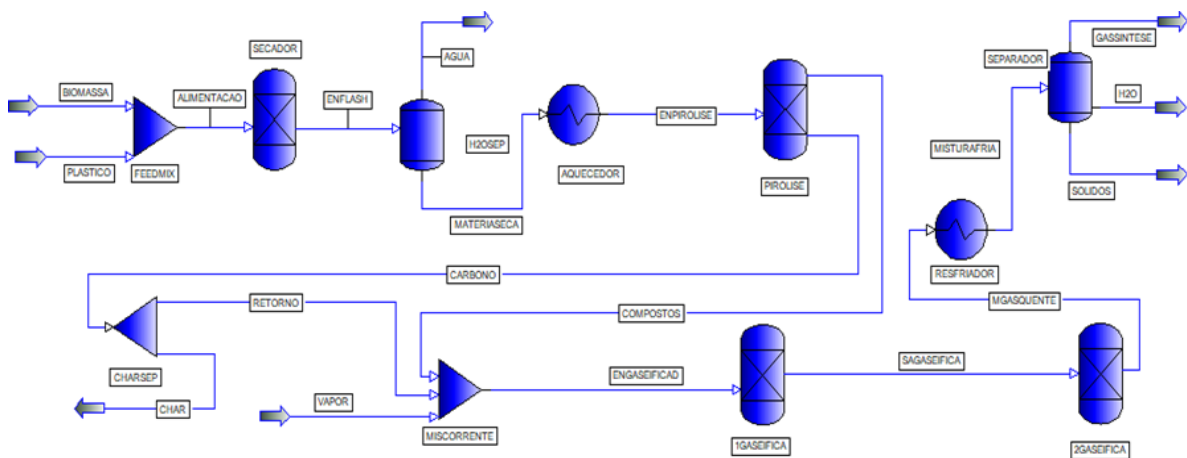 SECADOR
BIOMASSA
ALIMENTACAO
ENFLASH
AGUA
PLASTICO
FEEDMIX
H2OSEP
MATERIASECA
AQUECEDOR
ENPIROLISE
PIROLISE
GASSINTESE
SEPARADOR
H2O
MISTURAFRIA
SOLIDOS
RESFRIADOR
CARBONO
RETORNO
COMPOSTOS
MGASQUENTE
CHARSEP
CHAR
VAPOR
MISCORRENTE
ENGASEIFICAD
1GASEIFICA
SAGASEIFICA
2GASEIFICA